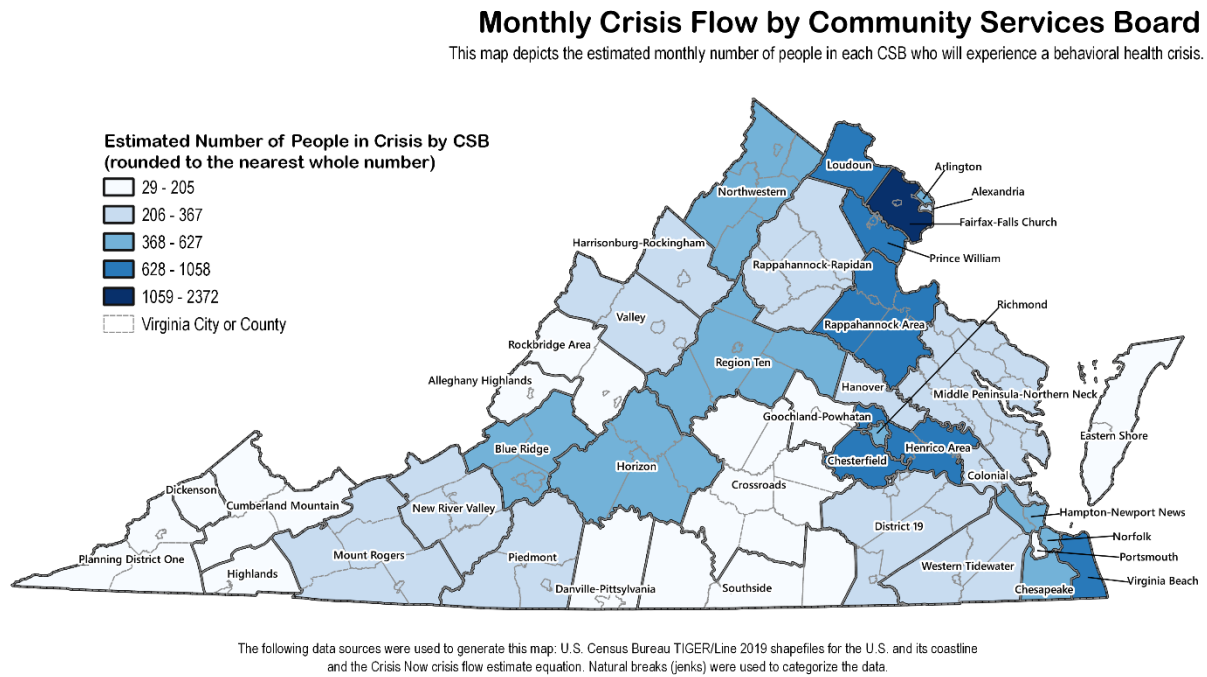 Monthly Crisis Flow by Community Services Board
This map depicts the estimated monthly number of people in each CSB who will experience a behavioral health crisis.
Estimated Number of People in Crisis by CSB
(rounded to the nearest whole number)
29 - 205
206 - 367
368 - 627
628 - 1058
1059 - 2372
Virginia City or County
Loudoun
Arlington
Alexandria
Northwestern
Fairfax-Falls Church
Harrisonburg-Rockingham
Prince William
Rappahannock-Rapidan
Richmond
Valley
Rappahannock Area
Rockbridge Area
Region Ten
Alleghany Highlands
Hanover
Middle Peninsula-Northern Neck
Goochland-Powhatan
Eastern Shore
Blue Ridge
Henrico Area
Chesterfield
Horizon
Colonial
Crossroads
Dickenson
Cumberland Mountain
New River Valley
Hampton-Newport News
District 19
Norfolk
Mount Rogers
Piedmont
Portsmouth
Planning District One
Western Tidewater
Highlands
Virginia Beach
Danville-Pittsylvania
Southside
Chesapeake
The following data sources were used to generate this map: U.S. Census Bureau TIGER/Line 2019 shapefiles for the U.S. and its coastline
and the Crisis Now crisis flow estimate equation. Natural breaks (jenks) were used to categorize the data.